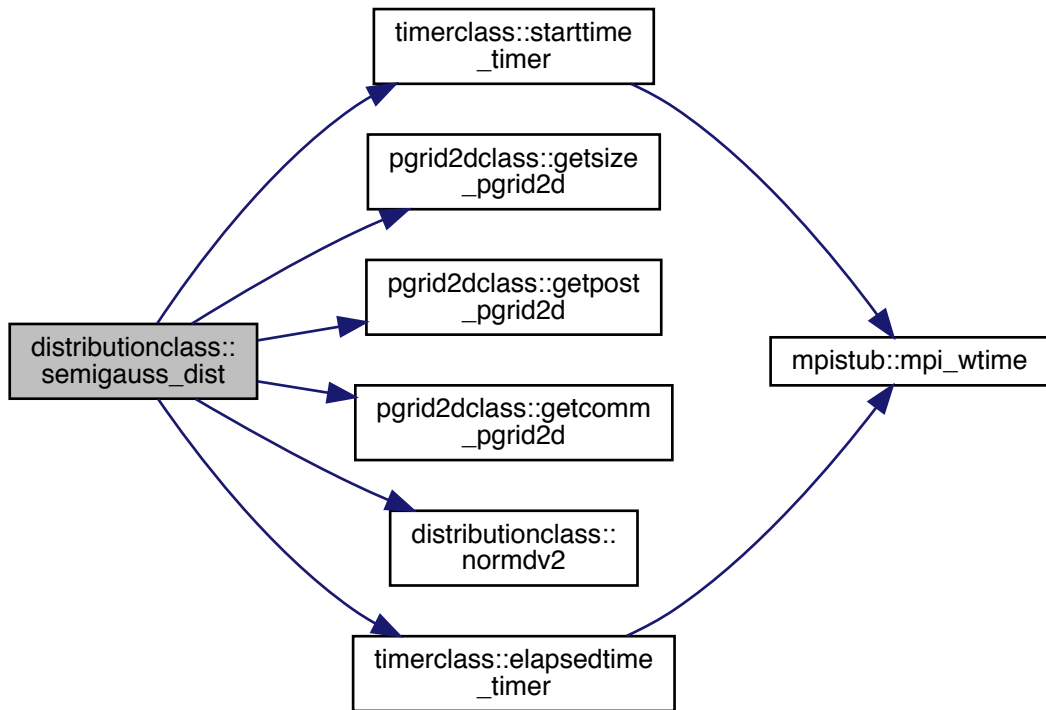 timerclass::starttime
_timer
pgrid2dclass::getsize
_pgrid2d
pgrid2dclass::getpost
_pgrid2d
distributionclass::
semigauss_dist
mpistub::mpi_wtime
pgrid2dclass::getcomm
_pgrid2d
distributionclass::
normdv2
timerclass::elapsedtime
_timer